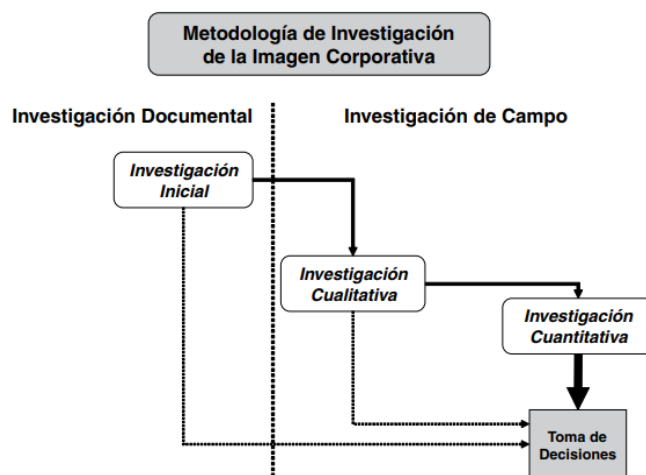 Metodología de Investigación
de la Imagen Corporativa
Investigación Documental
Investigación de Campo
Investigación
Inicial
Investigación
Cualitativa
Investigación
Cuantitativa
Toma de
Decisiones